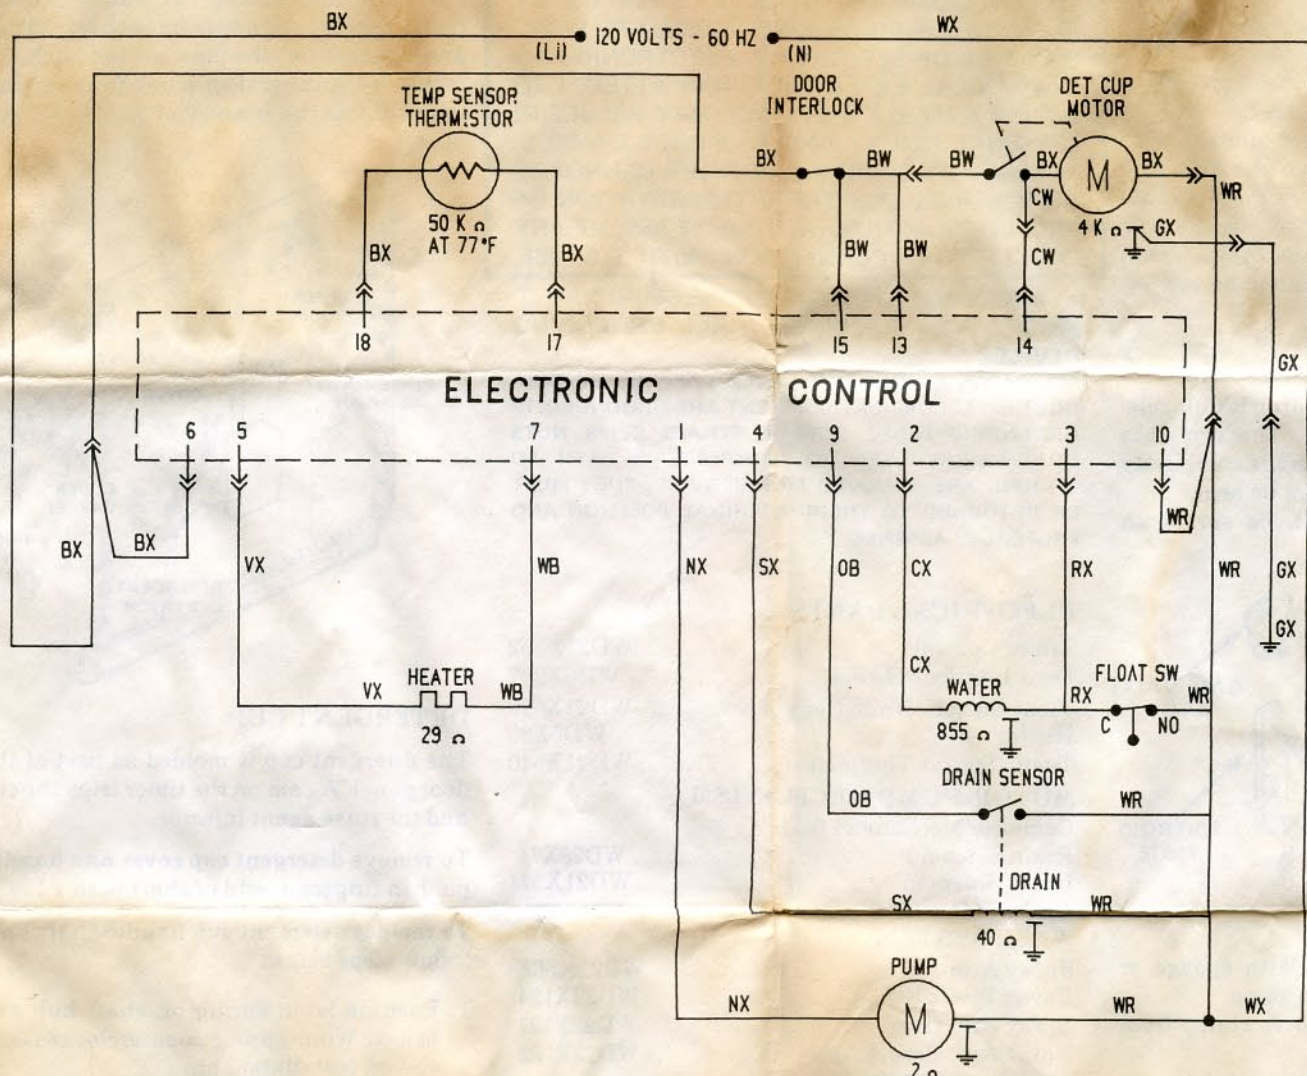 BX
120 VOLTS - 60 HZ
WX
(Li)
(N)
TEMP SENSOR
THERMISTOR
DOOR
INTERLOCK
DET CUP
MOTOR
BX
BW
BW
BX
M
BX
WR
50 K Ω
AT 77°F
CW
4K Ω
GX
BX
BX
BW
BW
CW
18
17
15
13
14
GX
ELECTRONIC CONTROL
6
5
7
1
4
9
2
3
10
WR
BX
BX
VX
WB
NX
SX
OB
CX
RX
WR
GX
GX
CX
HEATER
VX
WB
29 Ω
WATER
855 Ω
RX
FLOAT SW
WR
C
NO
DRAIN SENSOR
OB
WR
DRAIN
SX
WR
40 Ω
PUMP
NX
M
WR
WX
2 Ω